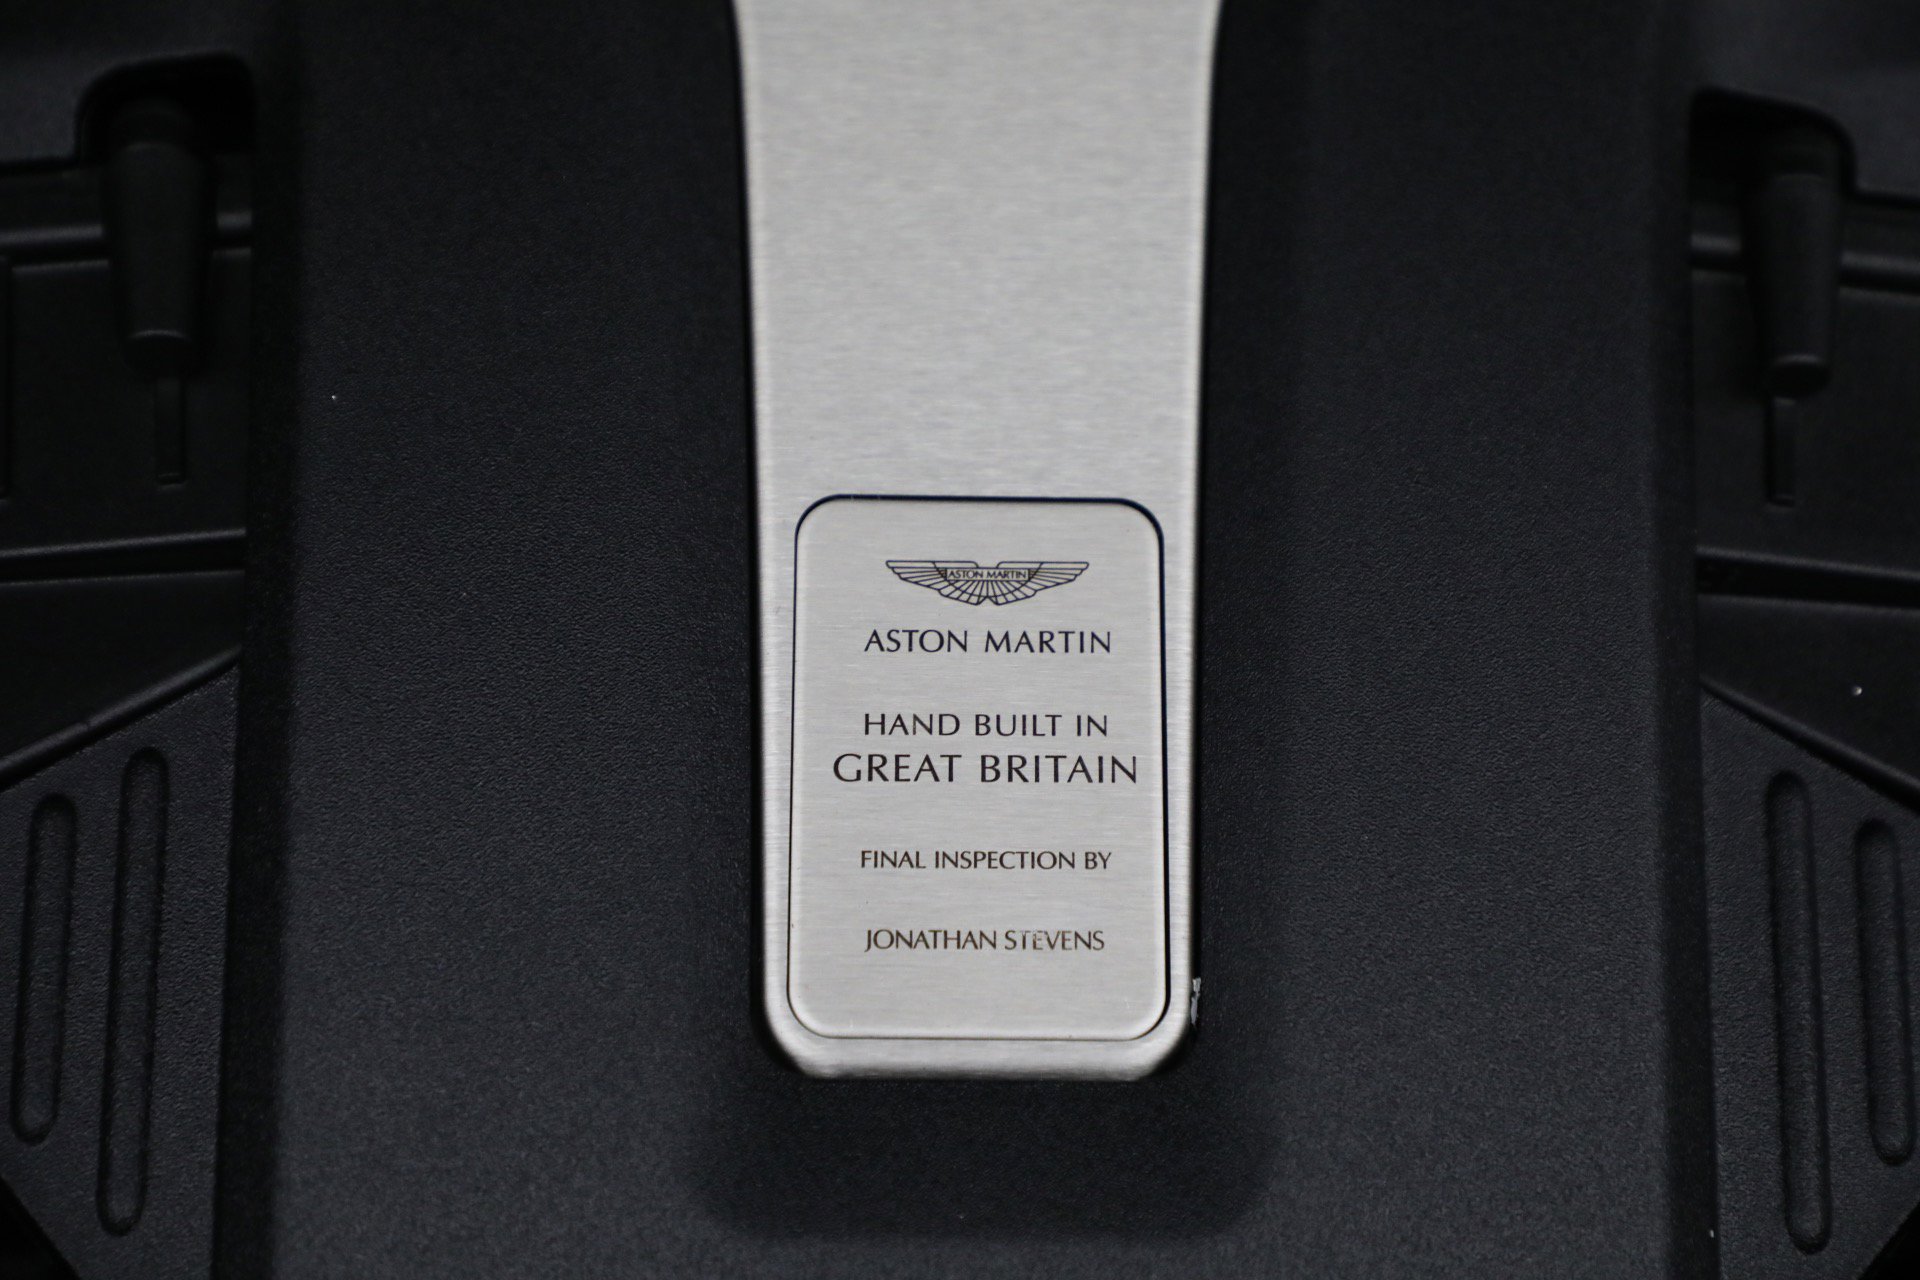 ASTON MARTIN
ASTON MARTIN
HAND BUILT IN
GREAT BRITAIN
FINAL INSPECTION BY
JONATHAN STEVENS